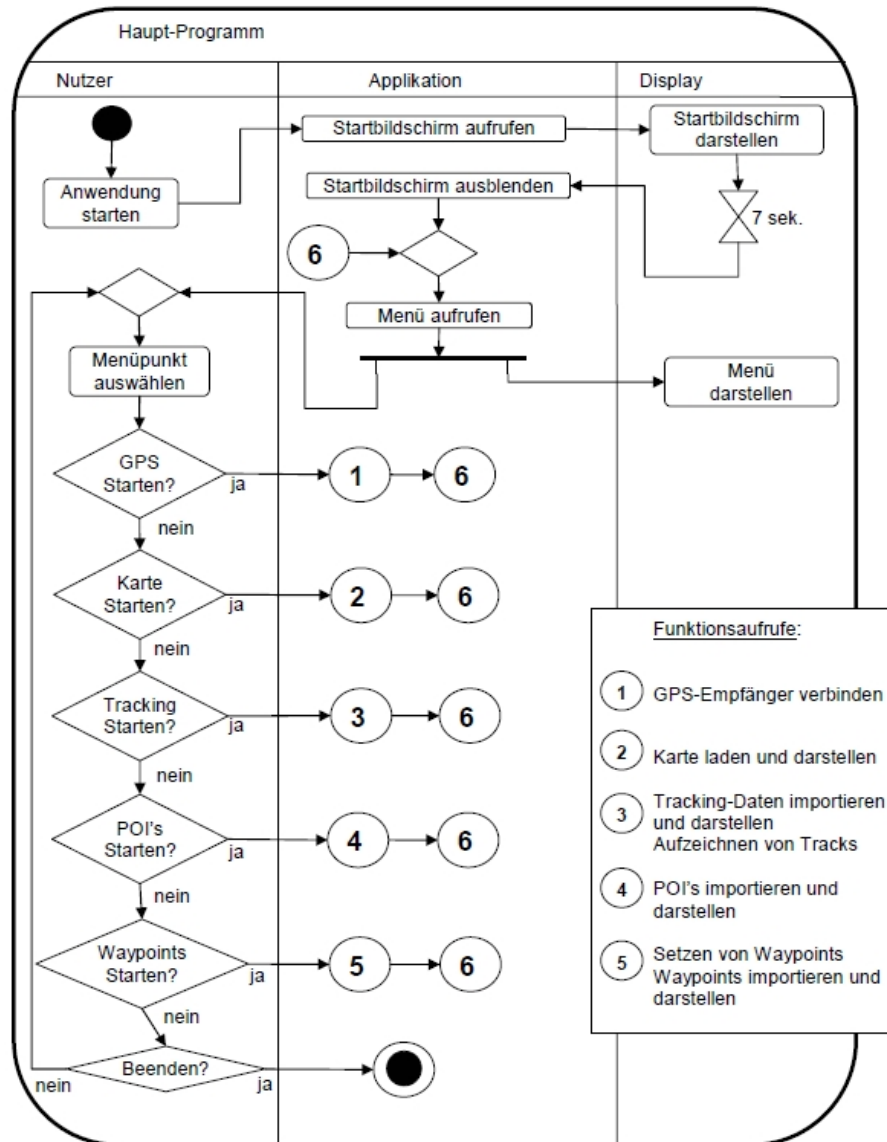 Haupt-Programm
Nutzer
Applikation
Display
Anwendung
starten
Startbildschirm aufrufen
Startbildschirm
darstellen
7 sek.
Startbildschirm ausblenden
6
Menü aufrufen
Menü
darstellen
Menüpunkt
auswählen
GPS
Starten?
ja
1
6
nein
Karte
Starten?
ja
2
6
nein
Tracking
Starten?
ja
3
6
nein
POI's
Starten?
ja
4
6
nein
Waypoints
Starten?
ja
5
6
nein
Beenden?
nein
ja
Funktionsaufrufe:
1 GPS-Empfänger verbinden
2 Karte laden und darstellen
3 Tracking-Daten importieren
und darstellen
Aufzeichnen von Tracks
4 POI's importieren und
darstellen
5 Setzen von Waypoints
Waypoints importieren und
darstellen